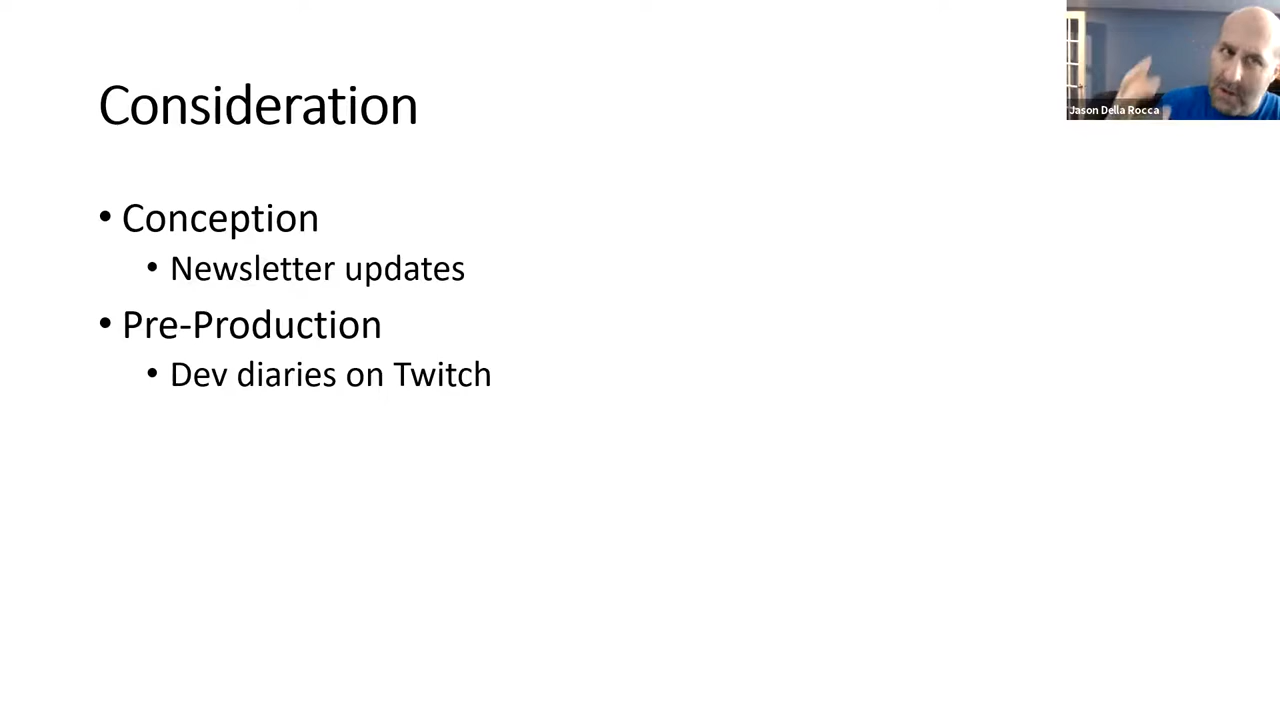 Consideration
• Conception
• Newsletter updates
• Pre-Production
• Dev diaries on Twitch
Jason Della Rocca